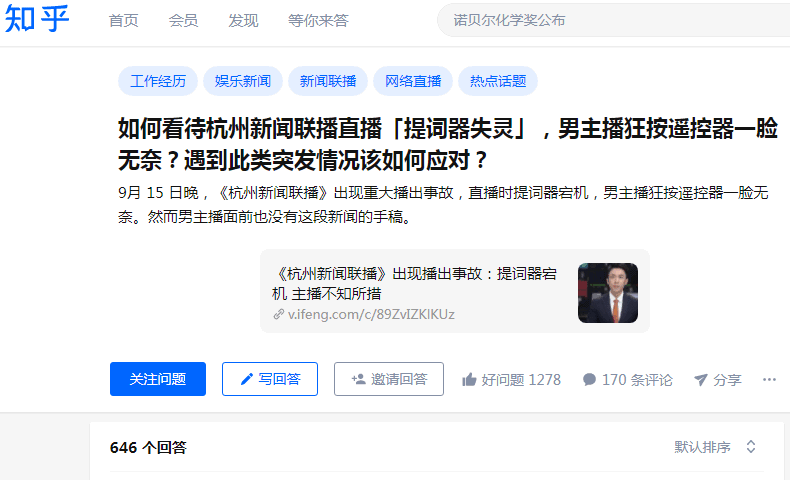 知乎 首页 会员 发现 等你来答 诺贝尔化学奖公布
工作经历 娱乐新闻 新闻联播 网络直播 热点话题
如何看待杭州新闻联播直播「提词器失灵」，男主播狂按遥控器一脸
无奈？遇到此类突发情况该如何应对？
9月 15 日晚，《杭州新闻联播》出现重大播出事故，直播时提词器宕机，男主播狂按遥控器一脸无
奈。然而男主播面前也没有这段新闻的手稿。
《杭州新闻联播》出现播出事故：提词器宕
机 主播不知所措
v.ifeng.com/c/89ZvIZKlKUz
关注问题 写回答 邀请回答 好问题 1278 170 条评论 分享 ···
646 个回答 默认排序